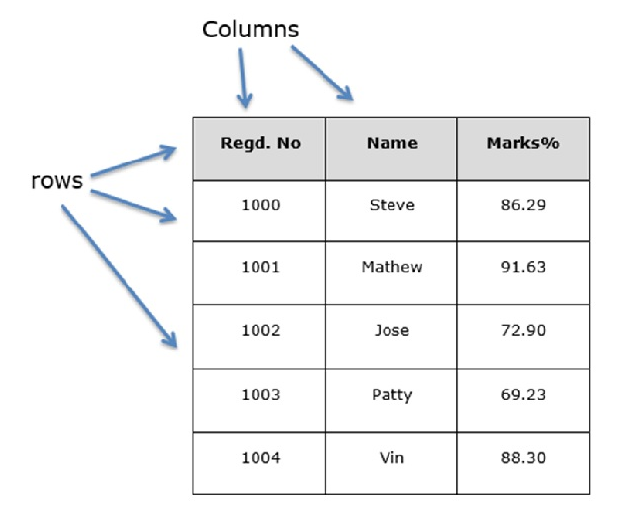 Columns
rows
Regd. No Name Marks%
1000 Steve 86.29
1001 Mathew 91.63
1002 Jose 72.90
1003 Patty 69.23
1004 Vin 88.30